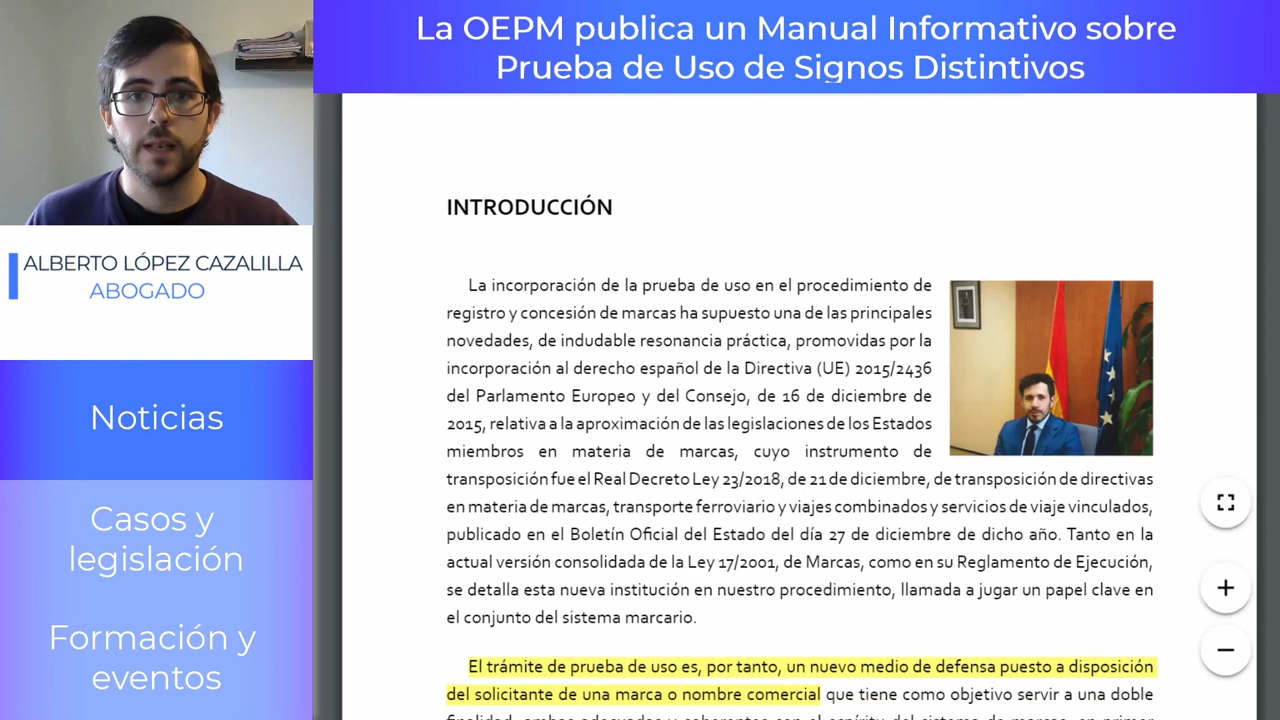 La OEPM publica un Manual Informativo sobre
Prueba de Uso de Signos Distintivos
ALBERTO LÓPEZ CAZALILLA
ABOGADO
Noticias
Casos y
legislación
Formación y
eventos
INTRODUCCIÓN
La incorporación de la prueba de uso en el procedimiento de
registro y concesión de marcas ha supuesto una de las principales
novedades, de indudable resonancia práctica, promovidas por la
incorporación al derecho español de la Directiva (UE) 2015/2436
del Parlamento Europeo y del Consejo, de 16 de diciembre de
2015, relativa a la aproximación de las legislaciones de los Estados
miembros en materia de marcas, cuyo instrumento de
transposición fue el Real Decreto Ley 23/2018, de 21 de diciembre, de transposición de directivas
en materia de marcas, transporte ferroviario y viajes combinados y servicios de viaje vinculados,
publicado en el Boletín Oficial del Estado del día 27 de diciembre de dicho año. Tanto en la
actual versión consolidada de la Ley 17/2001, de Marcas, como en su Reglamento de Ejecución,
se detalla esta nueva institución en nuestro procedimiento, llamada a jugar un papel clave en
el conjunto del sistema marcario.
El trámite de prueba de uso es, por tanto, un nuevo medio de defensa puesto a disposición
del solicitante de una marca o nombre comercial que tiene como objetivo servir a una doble